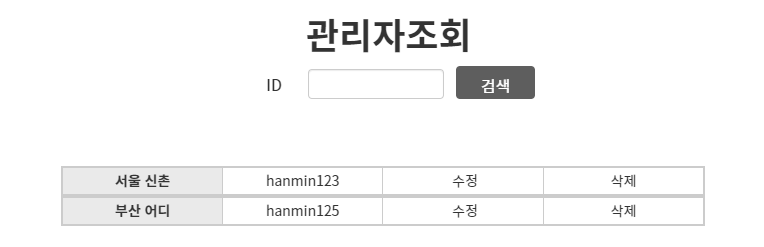 관리자조회
ID 검색
서울 신촌 hanmin123 수정 삭제
부산 어디 hanmin125 수정 삭제